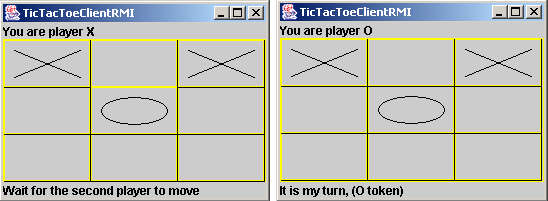 TicTacToeClientRMI
You are player X
Wait for the second player to move
TicTacToeClientRMI
You are player O
It is my turn, (O token)